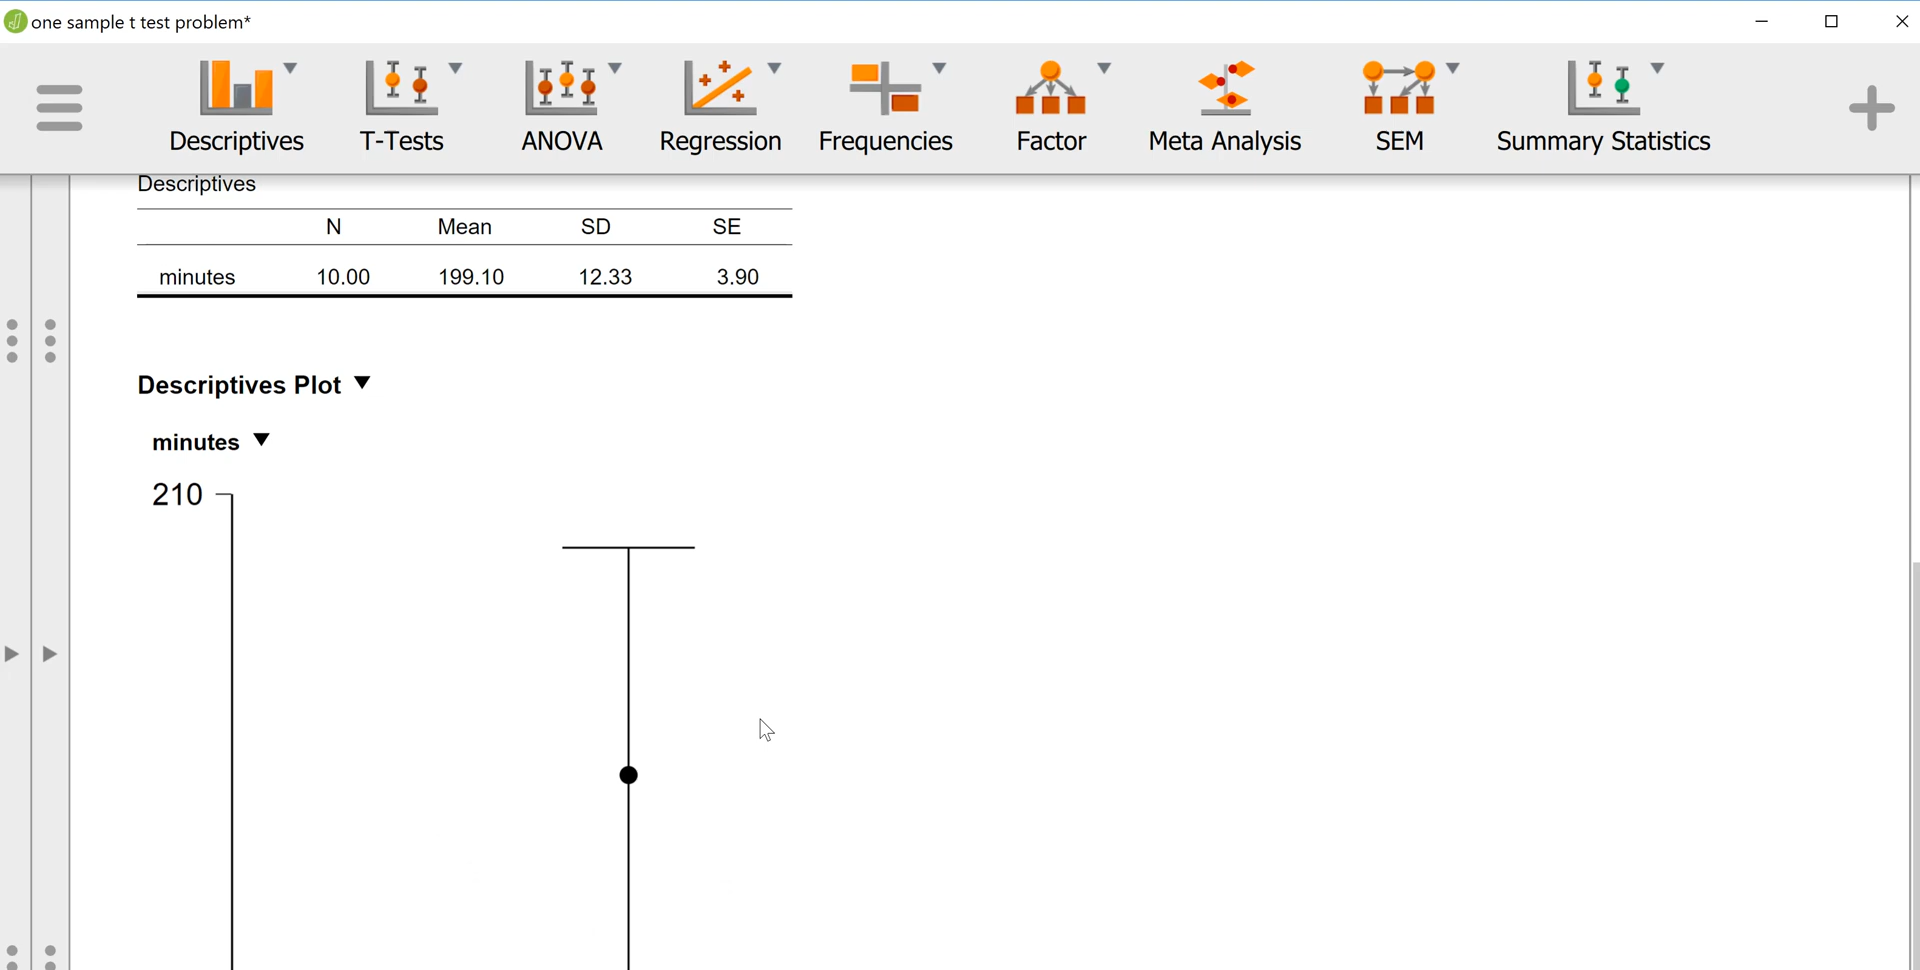 one sample t test problem*
Descriptives T-Tests ANOVA Regression Frequencies Factor Meta Analysis SEM Summary Statistics
Descriptives
N Mean SD SE
minutes 10.00 199.10 12.33 3.90
Descriptives Plot
minutes
210